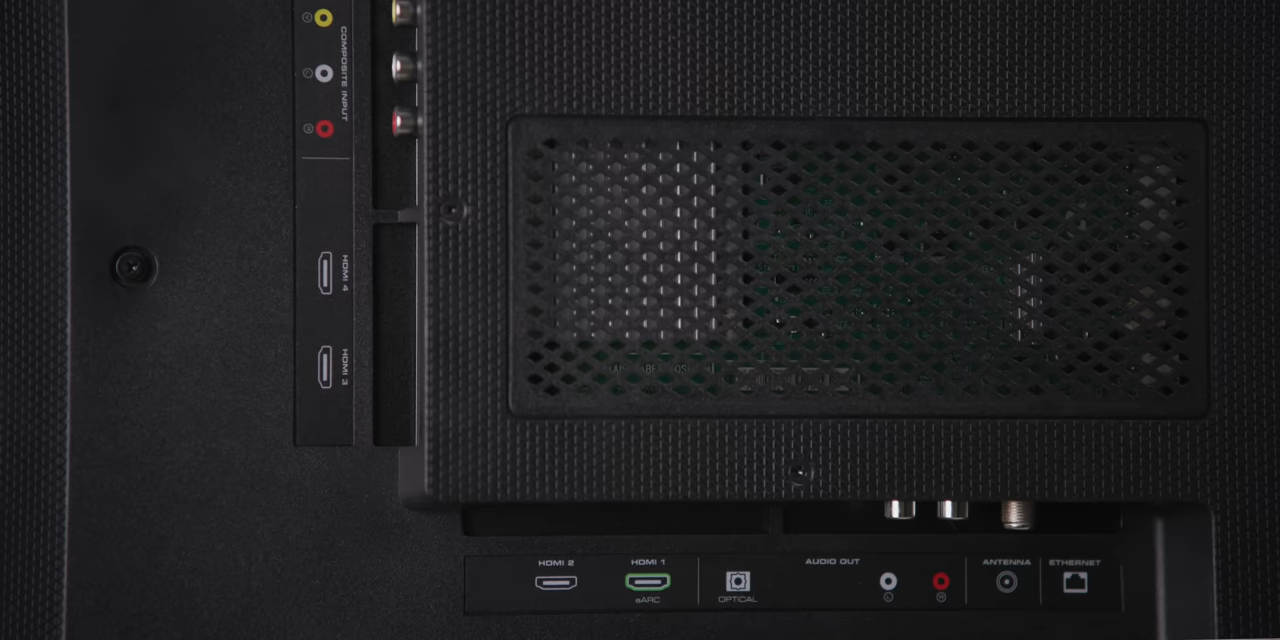 COMPOSITE INPUT
V
L
R
HDMI 4
HDMI 3
HDMI 2
HDMI 1
eARC
OPTICAL
AUDIO OUT
L
R
ANTENNA
ETHERNET